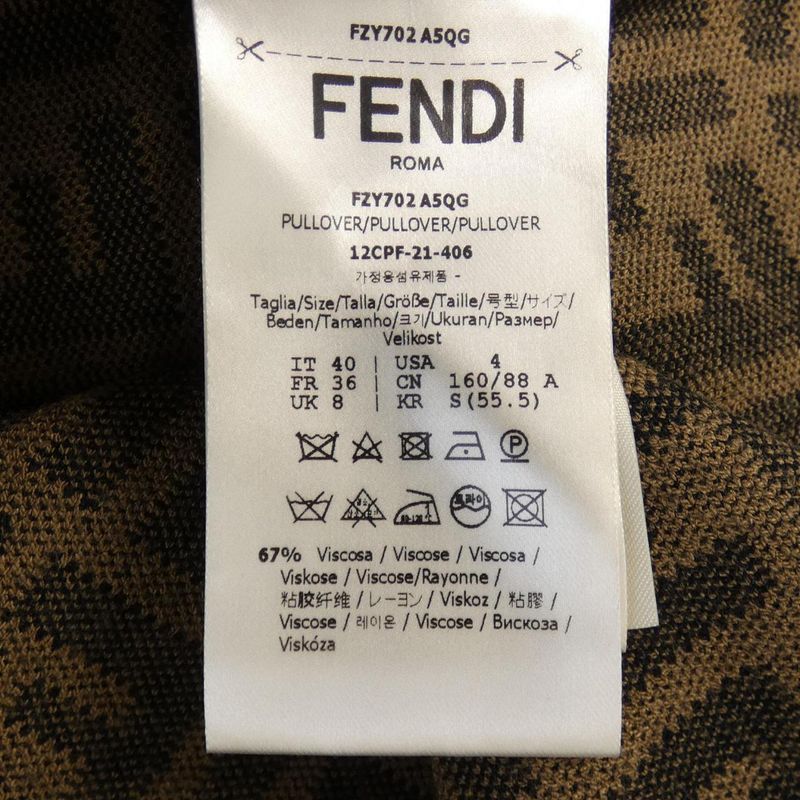 FZY702 A5QG
FENDI
ROMA
FZY702 A5QG
PULLOVER/PULLOVER/PULLOVER
12CPF-21-406
가정용섬유제품 -
Taglia/Size/Talla/Größe/Taille/号型/サイズ/
Beden/Tamanho/크기/Ukuran/Размер/
Velikost
IT 40 | USA 4
FR 36 | CN 160/88 A
UK 8 | KR S(55.5)
P
드라이
67% Viscosa / Viscose / Viscosa /
Viskose / Viscose/Rayonne /
粘胶纤维 / レーヨン / Viskoz / 粘膠 /
Viscose / 레이온 / Viscose / Вискоза /
Viskóza